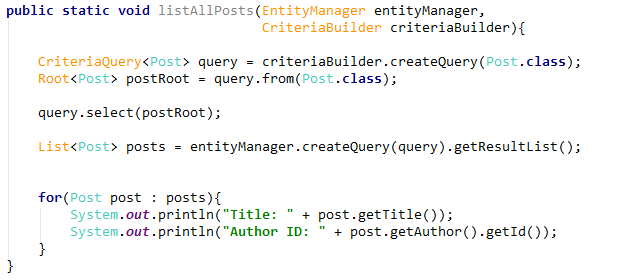 public static void listAllPosts(EntityManager entityManager,
                                CriteriaBuilder criteriaBuilder){
    CriteriaQuery<Post> query = criteriaBuilder.createQuery(Post.class);
    Root<Post> postRoot = query.from(Post.class);
    query.select(postRoot);
    List<Post> posts = entityManager.createQuery(query).getResultList();
    for(Post post : posts){
        System.out.println("Title: " + post.getTitle());
        System.out.println("Author ID: " + post.getAuthor().getId());
    }
}